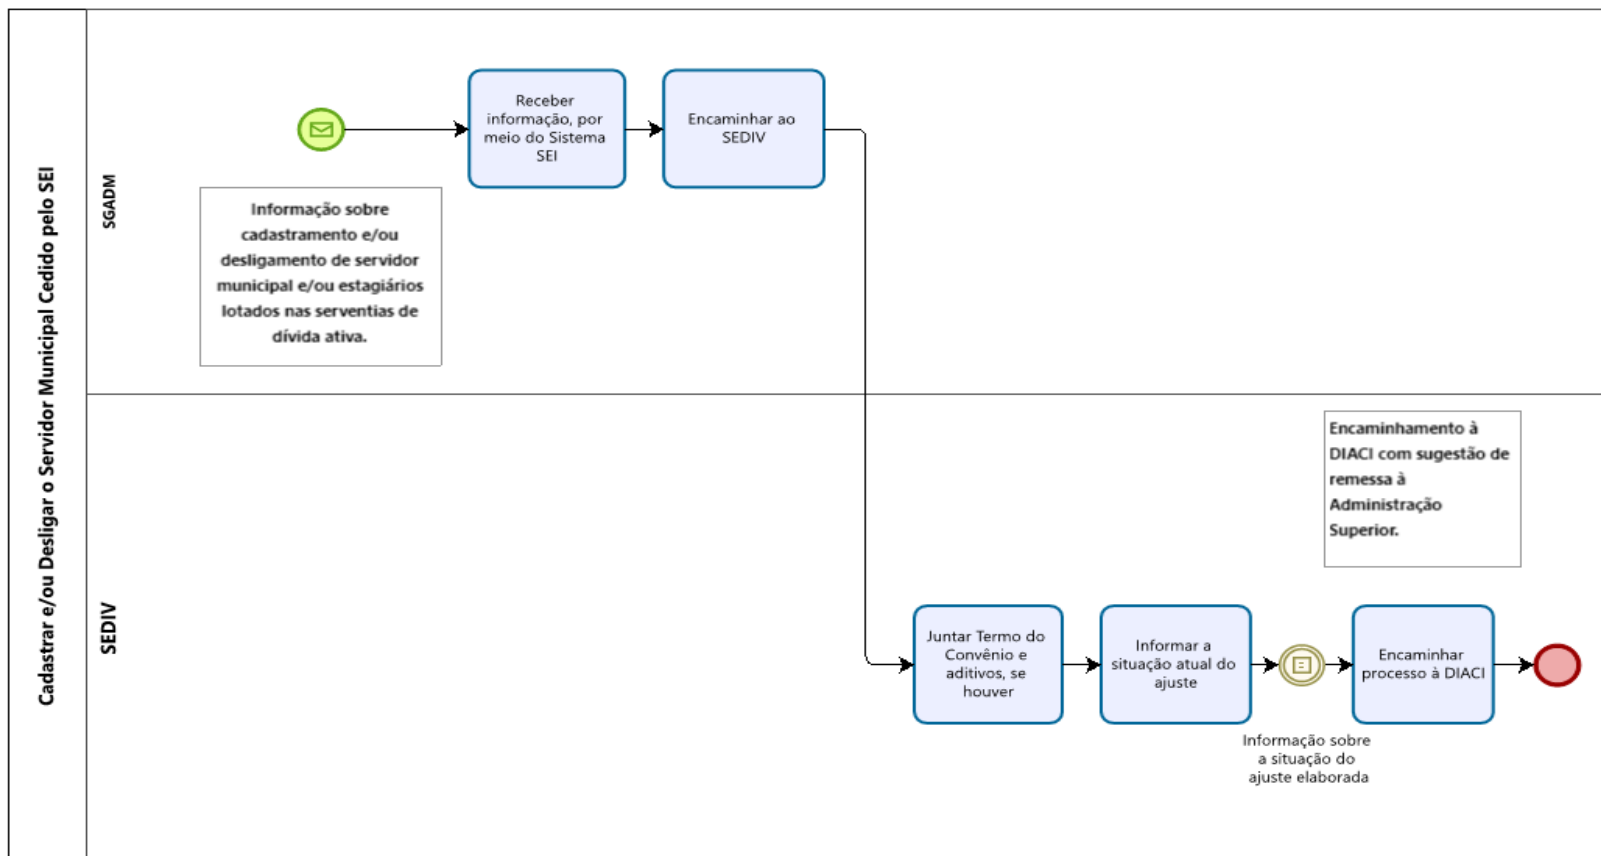 Cadastrar e/ou Desligar o Servidor Municipal Cedido pelo SEI
SGADM
Receber
informação, por
meio do Sistema
SEI
Encaminhar ao
SEDIV
Informação sobre
cadastramento e/ou
desligamento de servidor
municipal e/ou estagiários
lotados nas serventias de
dívida ativa.
SEDIV
Encaminhamento à
DIACI com sugestão de
remessa à
Administração
Superior.
Juntar Termo do
Convênio e
aditivos, se
houver
Informar a
situação atual do
ajuste
Informação sobre
a situação do
ajuste elaborada
Encaminhar
processo à DIACI